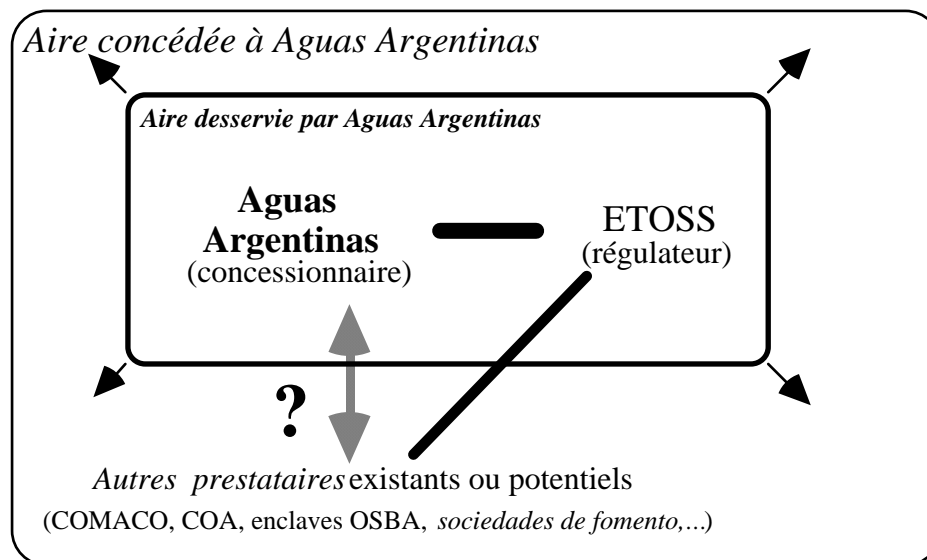 Aire concédée à Aguas Argentinas
Aire desservie par Aguas Argentinas
Aguas
Argentinas
(concessionnaire)
ETOSS
(régulateur)
?
Autres prestataires existants ou potentiels
(COMACO, COA, enclaves OSBA, sociedades de fomento,...)